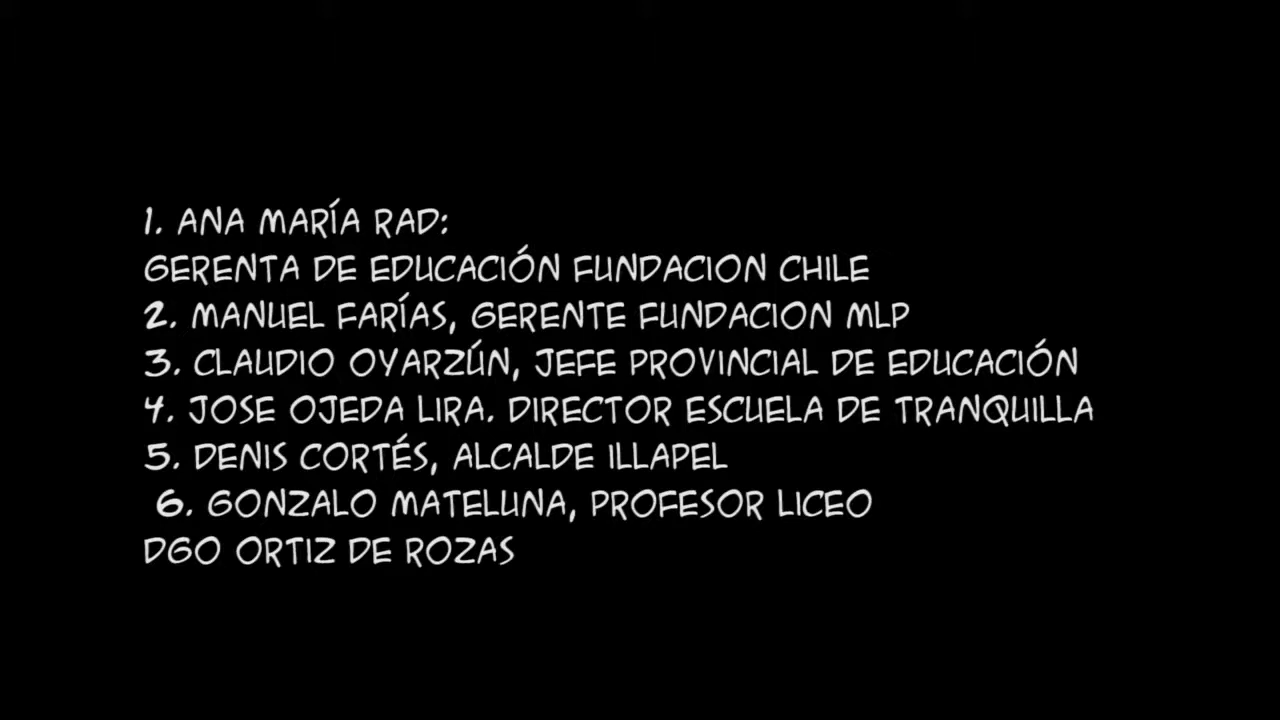 1. ANA MARÍA RAD:
GERENTA DE EDUCACIÓN FUNDACION CHILE
2. MANUEL FARÍAS, GERENTE FUNDACION MLP
3. CLAUDIO OYARZÚN, JEFE PROVINCIAL DE EDUCACIÓN
4. JOSE OJEDA LIRA. DIRECTOR ESCUELA DE TRANQUILLA
5. DENIS CORTÉS, ALCALDE ILLAPEL
6. GONZALO MATELUNA, PROFESOR LICEO
DGO ORTIZ DE ROZAS